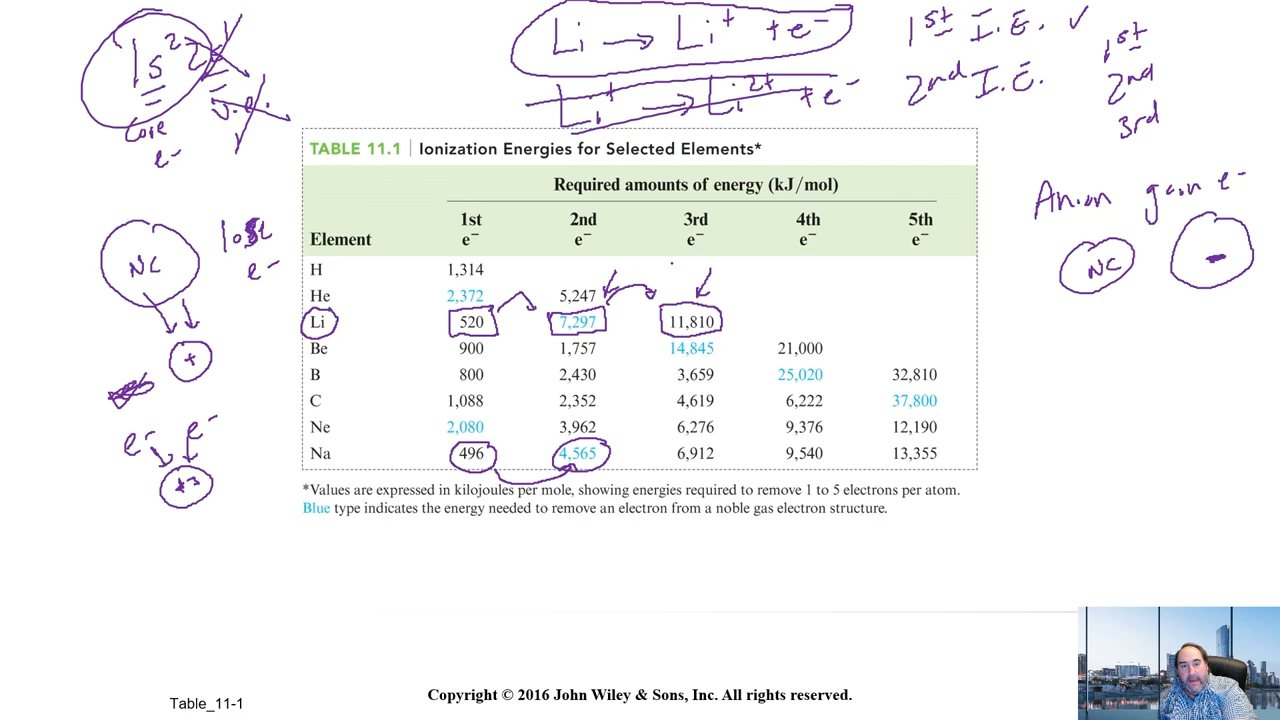 1s² 2s
Core
e⁻
v.e.
Li → Li⁺ + e⁻
Li⁺ → Li²⁺ + e⁻
1st I.E. ✓
2nd I.E.
1st
2nd
3rd
TABLE 11.1 | Ionization Energies for Selected Elements*
Required amounts of energy (kJ/mol)
1st 2nd 3rd 4th 5th
Element e⁻ e⁻ e⁻ e⁻ e⁻
H 1,314
He 2,372 5,247
Li 520 7,297 11,810
Be 900 1,757 14,845 21,000
B 800 2,430 3,659 25,020 32,810
C 1,088 2,352 4,619 6,222 37,800
Ne 2,080 3,962 6,276 9,376 12,190
Na 496 4,565 6,912 9,540 13,355
*Values are expressed in kilojoules per mole, showing energies required to remove 1 to 5 electrons per atom.
Blue type indicates the energy needed to remove an electron from a noble gas electron structure.
NC
lost
e⁻
+
e⁻ e⁻
+3
Anion gain e⁻
NC
-
Table_11-1
Copyright © 2016 John Wiley & Sons, Inc. All rights reserved.